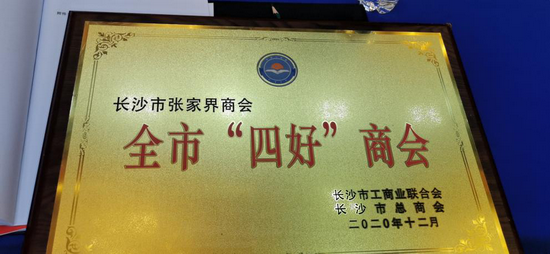 长沙市张家界商会
全市“四好”商会
长沙市工商业联合会
长沙市总商会
二〇二〇年十二月